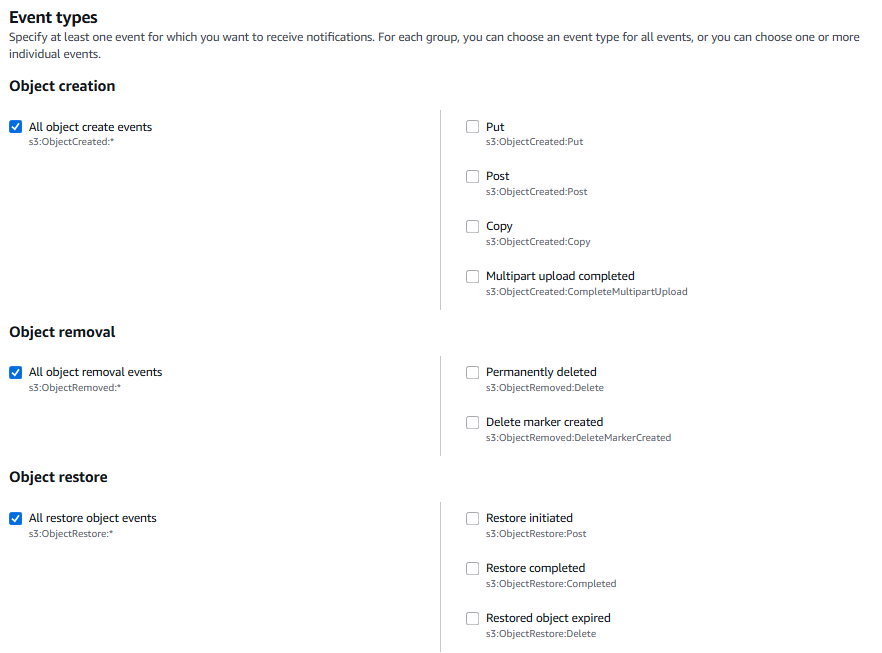 Event types
Specify at least one event for which you want to receive notifications. For each group, you can choose an event type for all events, or you can choose one or more
individual events.
Object creation
All object create events
s3:ObjectCreated:*
Put
s3:ObjectCreated:Put
Post
s3:ObjectCreated:Post
Copy
s3:ObjectCreated:Copy
Multipart upload completed
s3:ObjectCreated:CompleteMultipartUpload
Object removal
All object removal events
s3:ObjectRemoved:*
Permanently deleted
s3:ObjectRemoved:Delete
Delete marker created
s3:ObjectRemoved:DeleteMarkerCreated
Object restore
All restore object events
s3:ObjectRestore:*
Restore initiated
s3:ObjectRestore:Post
Restore completed
s3:ObjectRestore:Completed
Restored object expired
s3:ObjectRestore:Delete